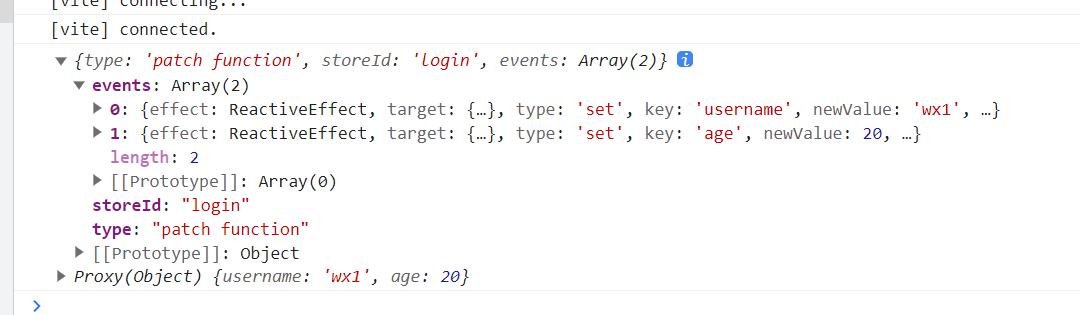 [vite] connecting...
[vite] connected.
{type: 'patch function', storeId: 'login', events: Array(2)} i
events: Array(2)
0: {effect: ReactiveEffect, target: {…}, type: 'set', key: 'username', newValue: 'wx1', …}
1: {effect: ReactiveEffect, target: {…}, type: 'set', key: 'age', newValue: 20, …}
length: 2
[[Prototype]]: Array(0)
storeId: "login"
type: "patch function"
[[Prototype]]: Object
Proxy(Object) {username: 'wx1', age: 20}